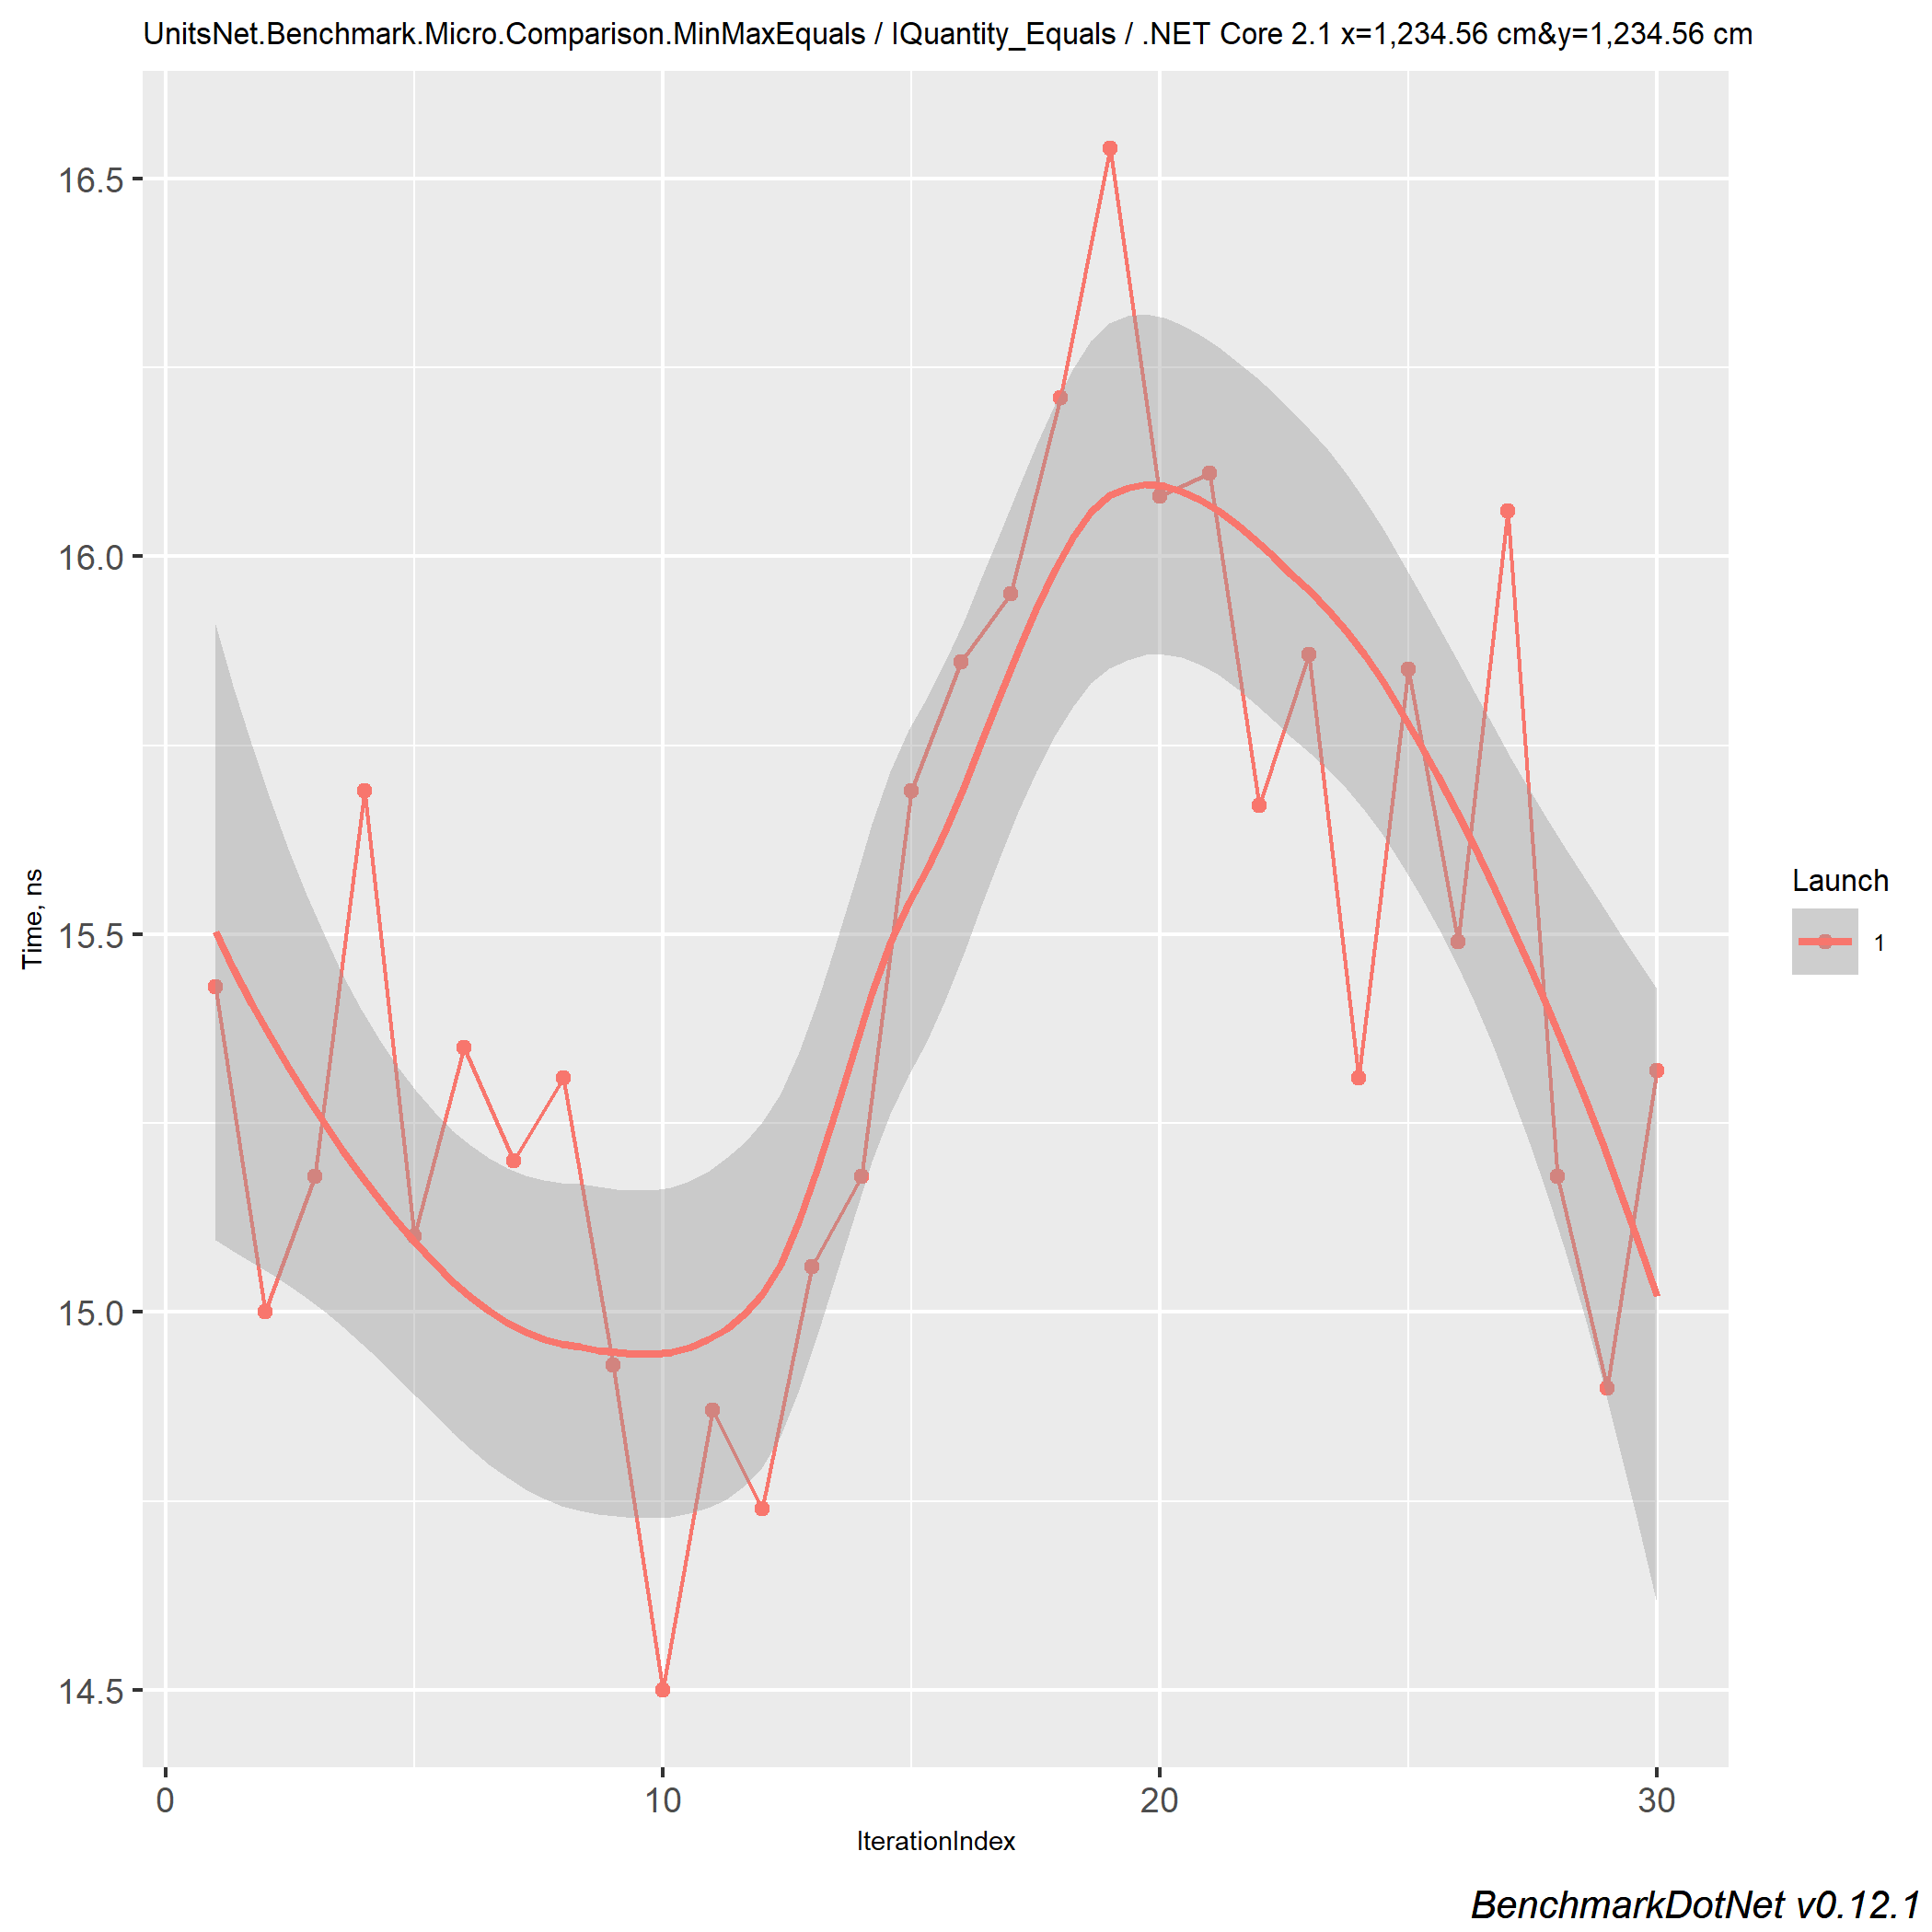 UnitsNet.Benchmark.Micro.Comparison.MinMaxEquals / IQuantity_Equals / .NET Core 2.1 x=1,234.56 cm&y=1,234.56 cm
16.5
16.0
15.5
15.0
14.5
Time, ns
0 10 20 30
IterationIndex
Launch
1
BenchmarkDotNet v0.12.1